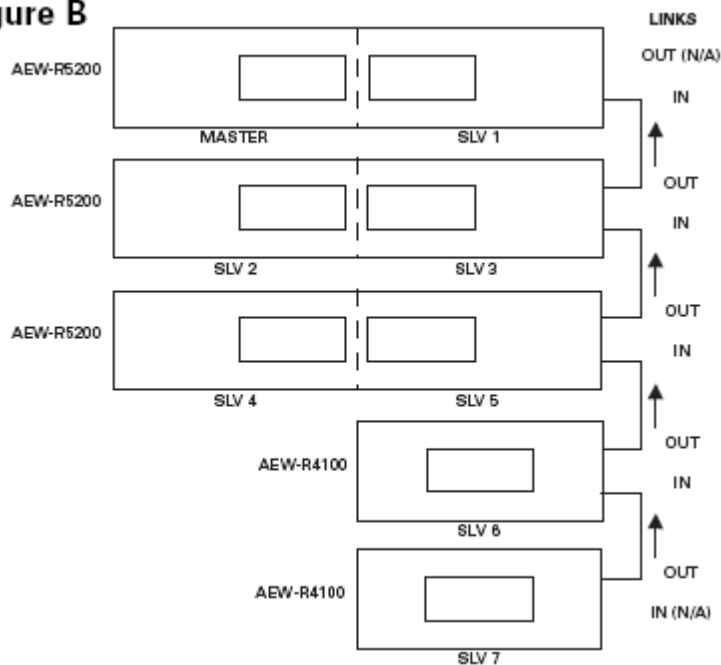 gure B
LINKS
AEW-R5200
OUT (N/A)
IN
MASTER
SLV 1
OUT
AEW-R5200
IN
SLV 2
SLV 3
OUT
AEW-R5200
IN
SLV 4
SLV 5
OUT
AEW-R4100
IN
SLV 6
OUT
AEW-R4100
IN (N/A)
SLV 7